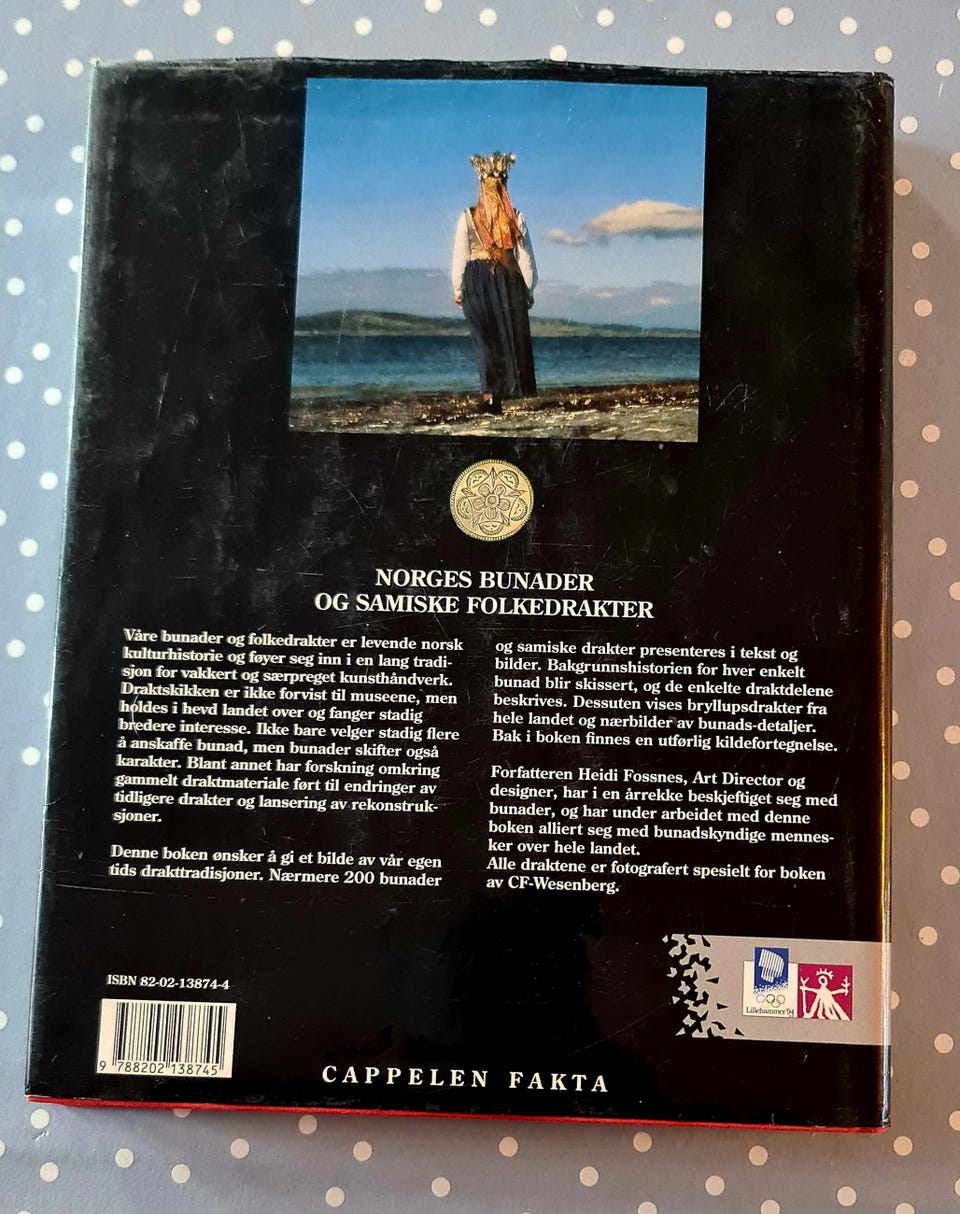 NORGES BUNADER
OG SAMISKE FOLKEDRAKTER
Våre bunader og folkedrakter er levende norsk
kulturhistorie og føyer seg inn i en lang tradi-
sjon for vakkert og særpreget kunsthåndverk.
Draktskikken er ikke forvist til museene, men
holdes i hevd landet over og fanger stadig
bredere interesse. Ikke bare velger stadig flere
å anskaffe bunad, men bunader skifter også
karakter. Blant annet har forskning omkring
gammelt draktmateriale ført til endringer av
tidligere drakter og lansering av rekonstruk-
sjoner.
Denne boken ønsker å gi et bilde av vår egen
tids drakttradisjoner. Nærmere 200 bunader
og samiske drakter presenteres i tekst og
bilder. Bakgrunnshistorien for hver enkelt
bunad blir skissert, og de enkelte draktdelene
beskrives. Dessuten vises bryllupsdrakter fra
hele landet og nærbilder av bunads-detaljer.
Bak i boken finnes en utførlig kildefortegnelse.
Forfatteren Heidi Fossnes, Art Director og
designer, har i en årrekke beskjeftiget seg med
bunader, og har under arbeidet med denne
boken alliert seg med bunadskyndige mennes-
ker over hele landet.
Alle draktene er fotografert spesielt for boken
av CF-Wesenberg.
Lillehammer'94
ISBN 82-02-13874-4
9 788202 138745
CAPPELEN FAKTA